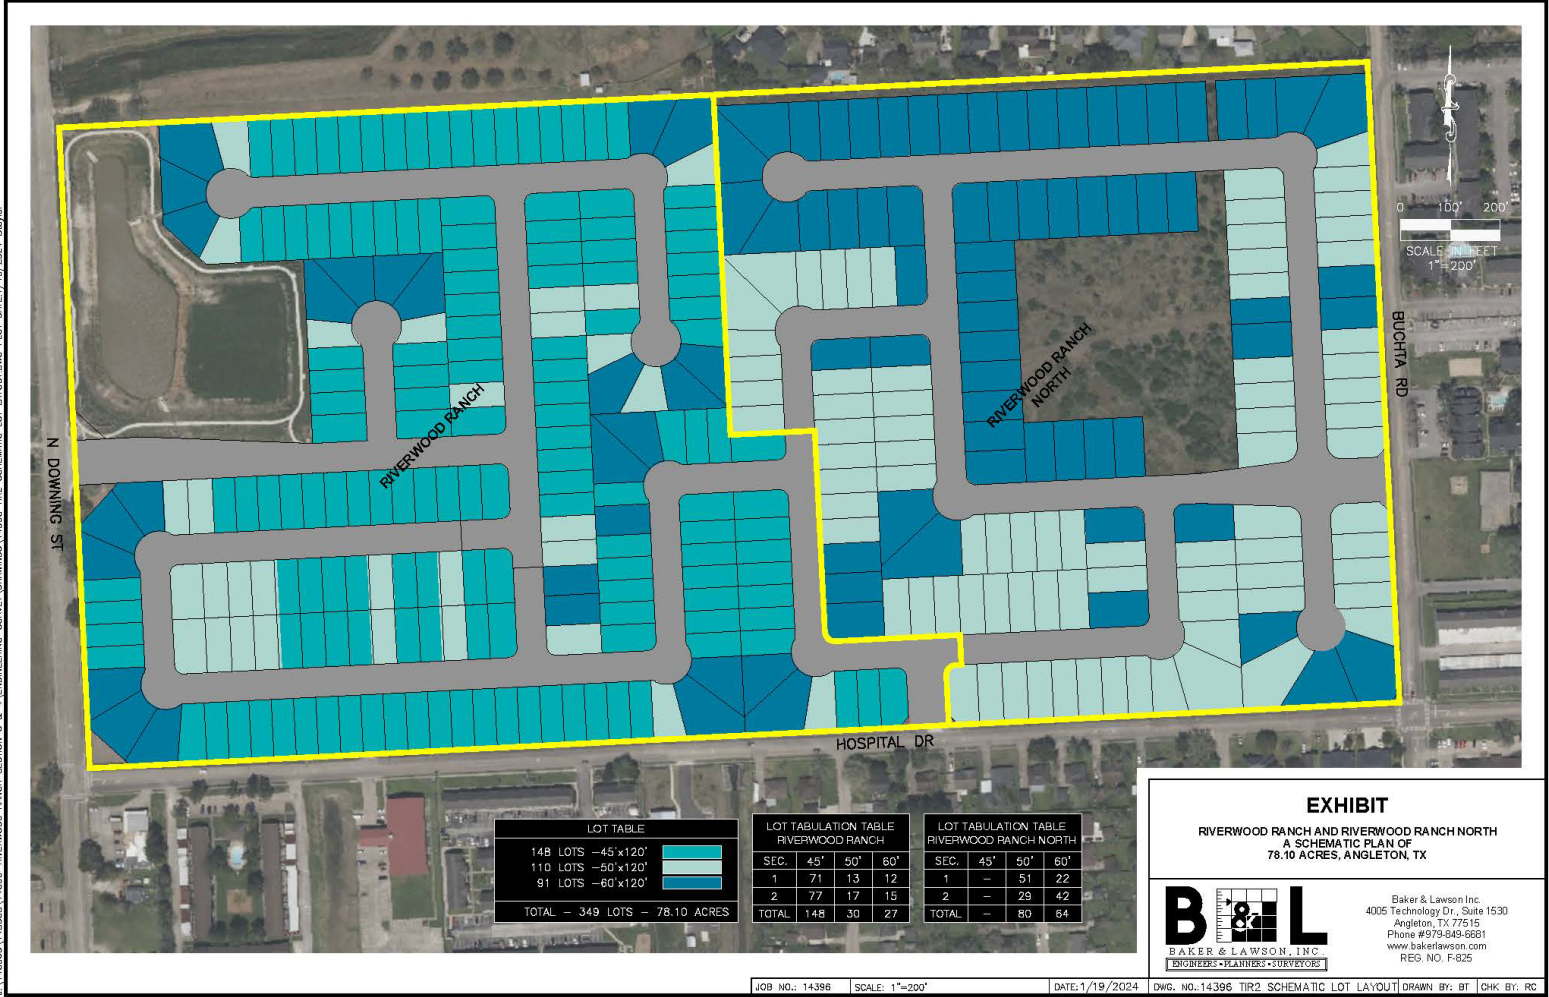 N DOWNING ST
RIVERWOOD RANCH
RIVERWOOD RANCH
NORTH
BUCHTA RD
HOSPITAL DR
0 100' 200'
SCALE IN FEET
1"=200'
LOT TABLE
148 LOTS -45'x120'
110 LOTS -50'x120'
91 LOTS -60'x120'
TOTAL - 349 LOTS - 78.10 ACRES
LOT TABULATION TABLE
RIVERWOOD RANCH
SEC. 45' 50' 60'
1 71 13 12
2 77 17 15
TOTAL 148 30 27
LOT TABULATION TABLE
RIVERWOOD RANCH NORTH
SEC. 45' 50' 60'
1 - 51 22
2 - 29 42
TOTAL - 80 64
EXHIBIT
RIVERWOOD RANCH AND RIVERWOOD RANCH NORTH
A SCHEMATIC PLAN OF
78.10 ACRES, ANGLETON, TX
B&L
BAKER & LAWSON, INC.
ENGINEERS • PLANNERS • SURVEYORS
Baker & Lawson Inc.
4005 Technology Dr., Suite 1530
Angleton, TX 77515
Phone #979-849-6681
www.bakerlawson.com
REG. NO. F-825
JOB NO.: 14396 SCALE: 1"=200' DATE: 1/19/2024 DWG. NO.: 14396 TIR2 SCHEMATIC LOT LAYOUT DRAWN BY: BT CHK BY: RC